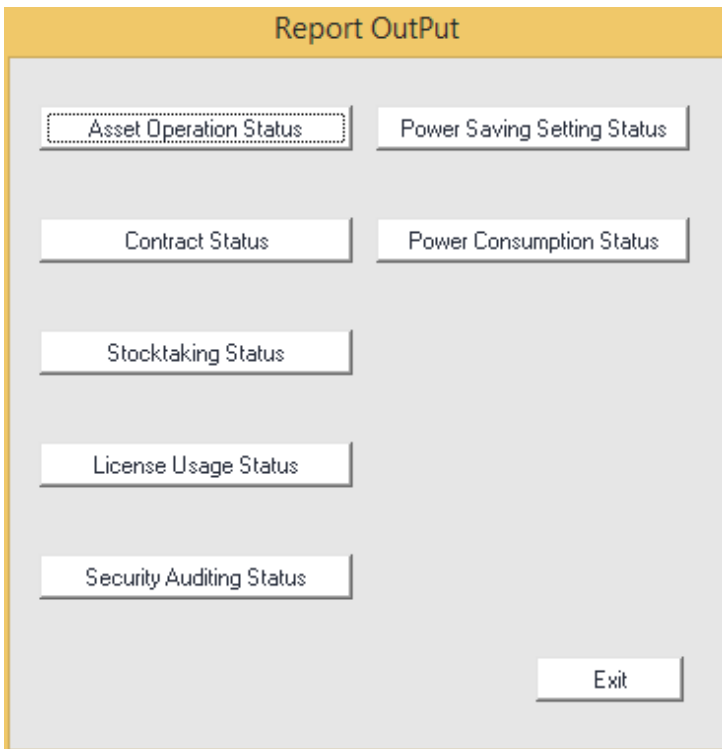 Report OutPut
Asset Operation Status
Power Saving Setting Status
Contract Status
Power Consumption Status
Stocktaking Status
License Usage Status
Security Auditing Status
Exit